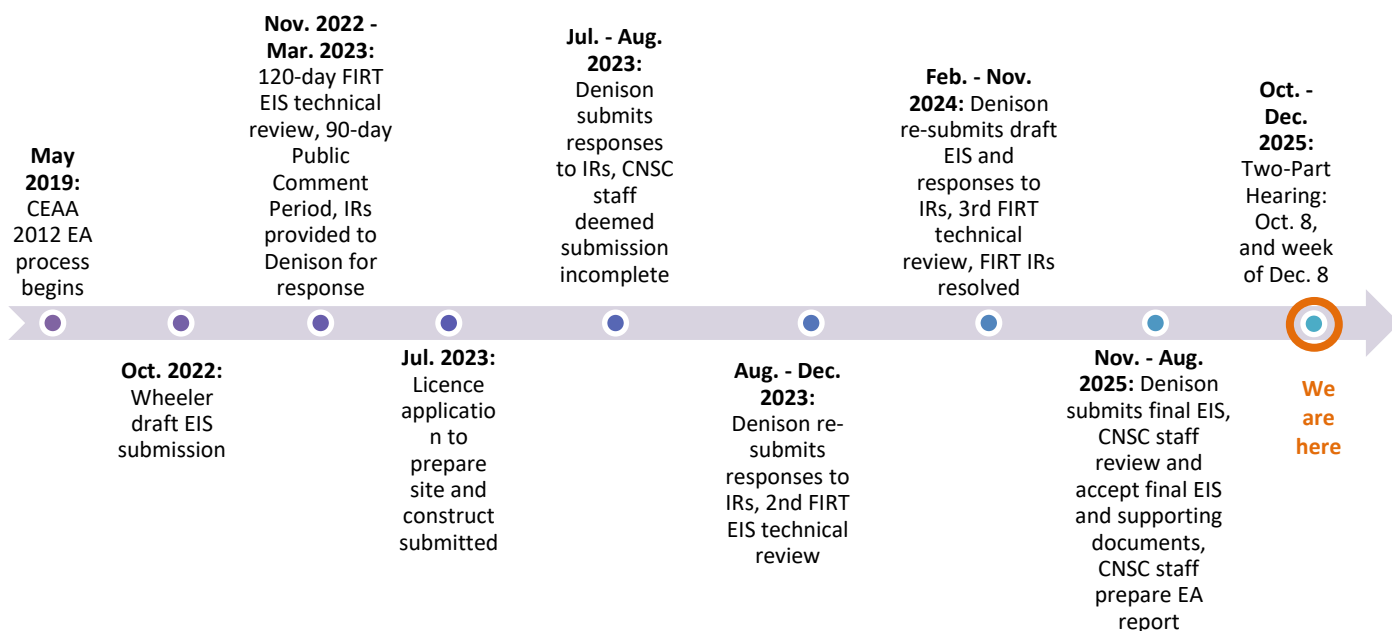 May
2019:
CEAA
2012 EA
process
begins
Oct. 2022:
Wheeler
draft EIS
submission
Nov. 2022 -
Mar. 2023:
120-day FIRT
EIS technical
review, 90-day
Public
Comment
Period, IRs
provided to
Denison for
response
Jul. 2023:
Licence
applicatio
n to
prepare
site and
construct
submitted
Jul. - Aug.
2023:
Denison
submits
responses
to IRs, CNSC
staff
deemed
submission
incomplete
Aug. - Dec.
2023:
Denison re-
submits
responses to
IRs, 2nd FIRT
EIS technical
review
Feb. - Nov.
2024: Denison
re-submits draft
EIS and
responses to
IRs, 3rd FIRT
technical
review, FIRT IRs
resolved
Nov. - Aug.
2025: Denison
submits final EIS,
CNSC staff
review and
accept final EIS
and supporting
documents,
CNSC staff
prepare EA
report
Oct. -
Dec.
2025:
Two-Part
Hearing:
Oct. 8,
and week
of Dec. 8
We
are
here